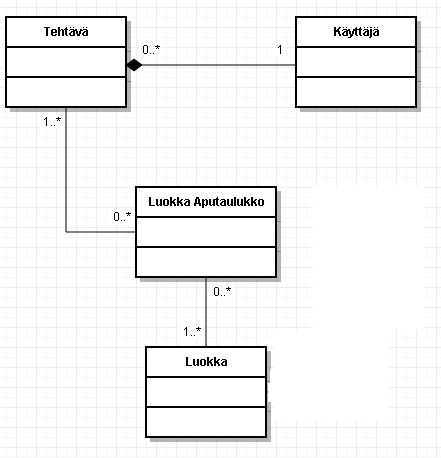 Tehtävä
Käyttäjä
0..*
1
1..*
Luokka Aputaulukko
0..*
0..*
1..*
Luokka